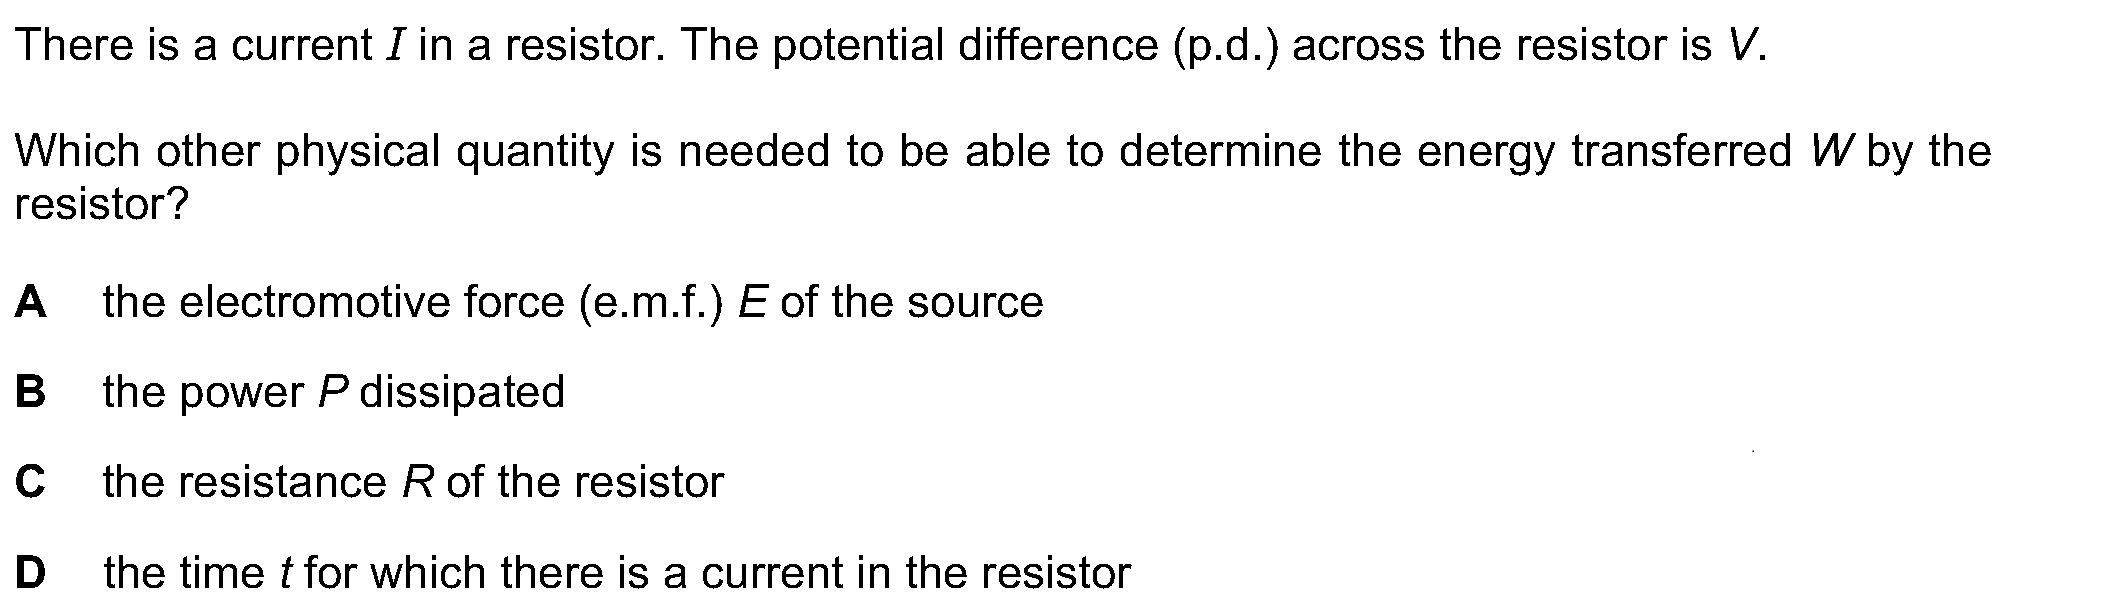 There is a current I in a resistor. The potential difference (p.d.) across the resistor is V.
Which other physical quantity is needed to be able to determine the energy transferred W by the
resistor?
A the electromotive force (e.m.f.) E of the source
B the power P dissipated
C the resistance R of the resistor
D the time t for which there is a current in the resistor